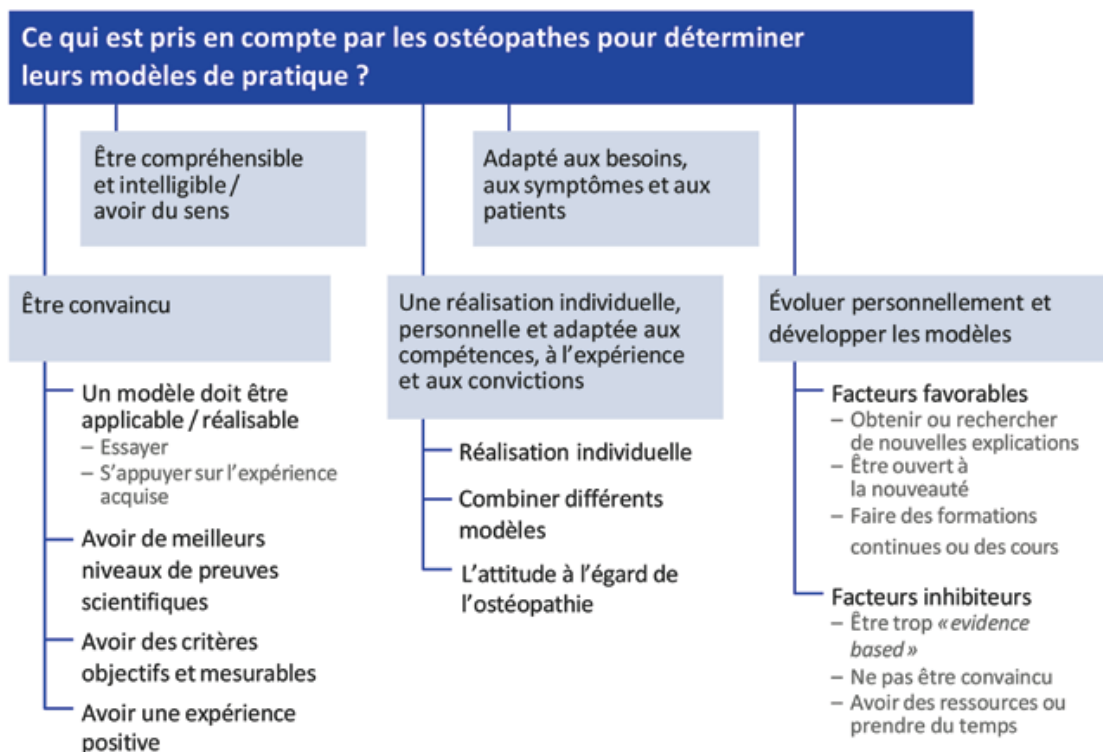 Ce qui est pris en compte par les ostéopathes pour déterminer
leurs modèles de pratique ?
Être compréhensible
et intelligible /
avoir du sens
Adapté aux besoins,
aux symptômes et aux
patients
Être convaincu
Un modèle doit être
applicable / réalisable
– Essayer
– S’appuyer sur l’expérience
acquise
Avoir de meilleurs
niveaux de preuves
scientifiques
Avoir des critères
objectifs et mesurables
Avoir une expérience
positive
Une réalisation individuelle,
personnelle et adaptée aux
compétences, à l’expérience
et aux convictions
Réalisation individuelle
Combiner différents
modèles
L’attitude à l’égard de
l’ostéopathie
Évoluer personnellement et
développer les modèles
Facteurs favorables
– Obtenir ou rechercher
de nouvelles explications
– Être ouvert à
la nouveauté
– Faire des formations
continues ou des cours
Facteurs inhibiteurs
– Être trop «evidence
based»
– Ne pas être convaincu
– Avoir des ressources ou
prendre du temps